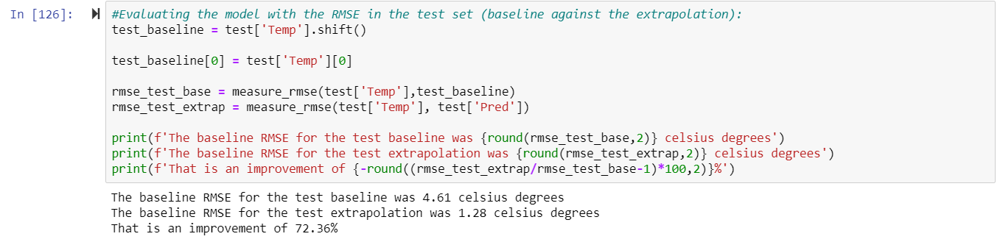 In [126]:
#Evaluating the model with the RMSE in the test set (baseline against the extrapolation):
test_baseline = test['Temp'].shift()
test_baseline[0] = test['Temp'][0]
rmse_test_base = measure_rmse(test['Temp'],test_baseline)
rmse_test_extrap = measure_rmse(test['Temp'], test['Pred'])
print(f'The baseline RMSE for the test baseline was {round(rmse_test_base,2)} celsius degrees')
print(f'The baseline RMSE for the test extrapolation was {round(rmse_test_extrap,2)} celsius degrees')
print(f'That is an improvement of {-round((rmse_test_extrap/rmse_test_base-1)*100,2)}%')
The baseline RMSE for the test baseline was 4.61 celsius degrees
The baseline RMSE for the test extrapolation was 1.28 celsius degrees
That is an improvement of 72.36%